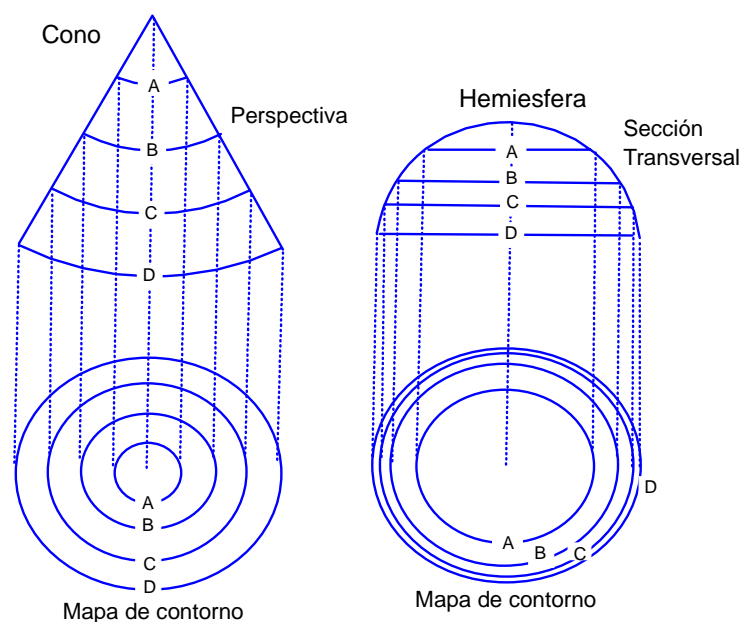 Cono
A
B
C
D
Perspectiva
A
B
C
D
Mapa de contorno
Hemiesfera
Sección
Transversal
A
B
C
D
D
A
B
C
Mapa de contorno